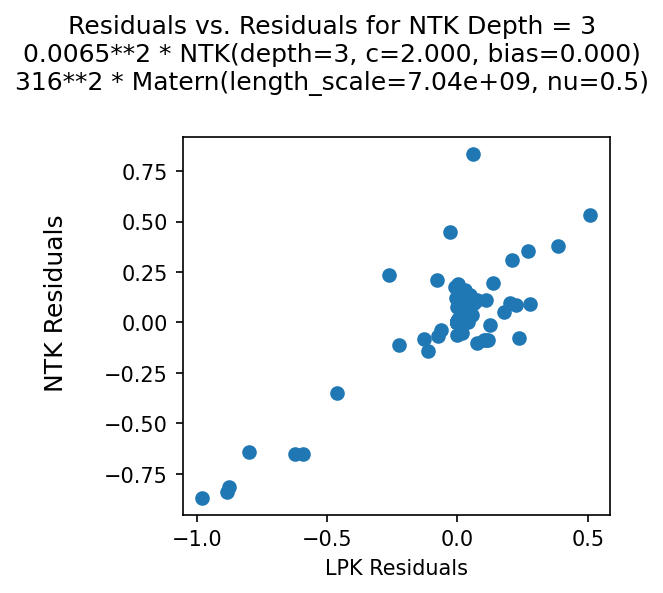 Residuals vs. Residuals for NTK Depth = 3
0.0065**2 * NTK(depth=3, c=2.000, bias=0.000)
316**2 * Matern(length_scale=7.04e+09, nu=0.5)
NTK Residuals
0.75
0.50
0.25
0.00
−0.25
−0.50
−0.75
−1.0
−0.5
0.0
0.5
LPK Residuals